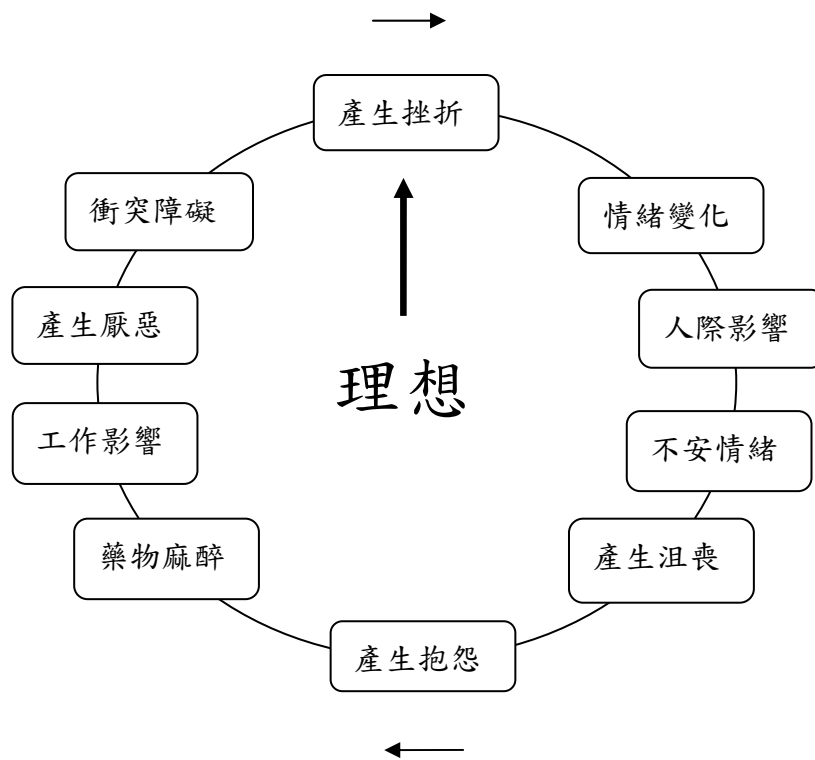 產生挫折
情緒變化
人際影響
不安情緒
產生沮喪
產生抱怨
藥物麻醉
工作影響
產生厭惡
衝突障礙
理想